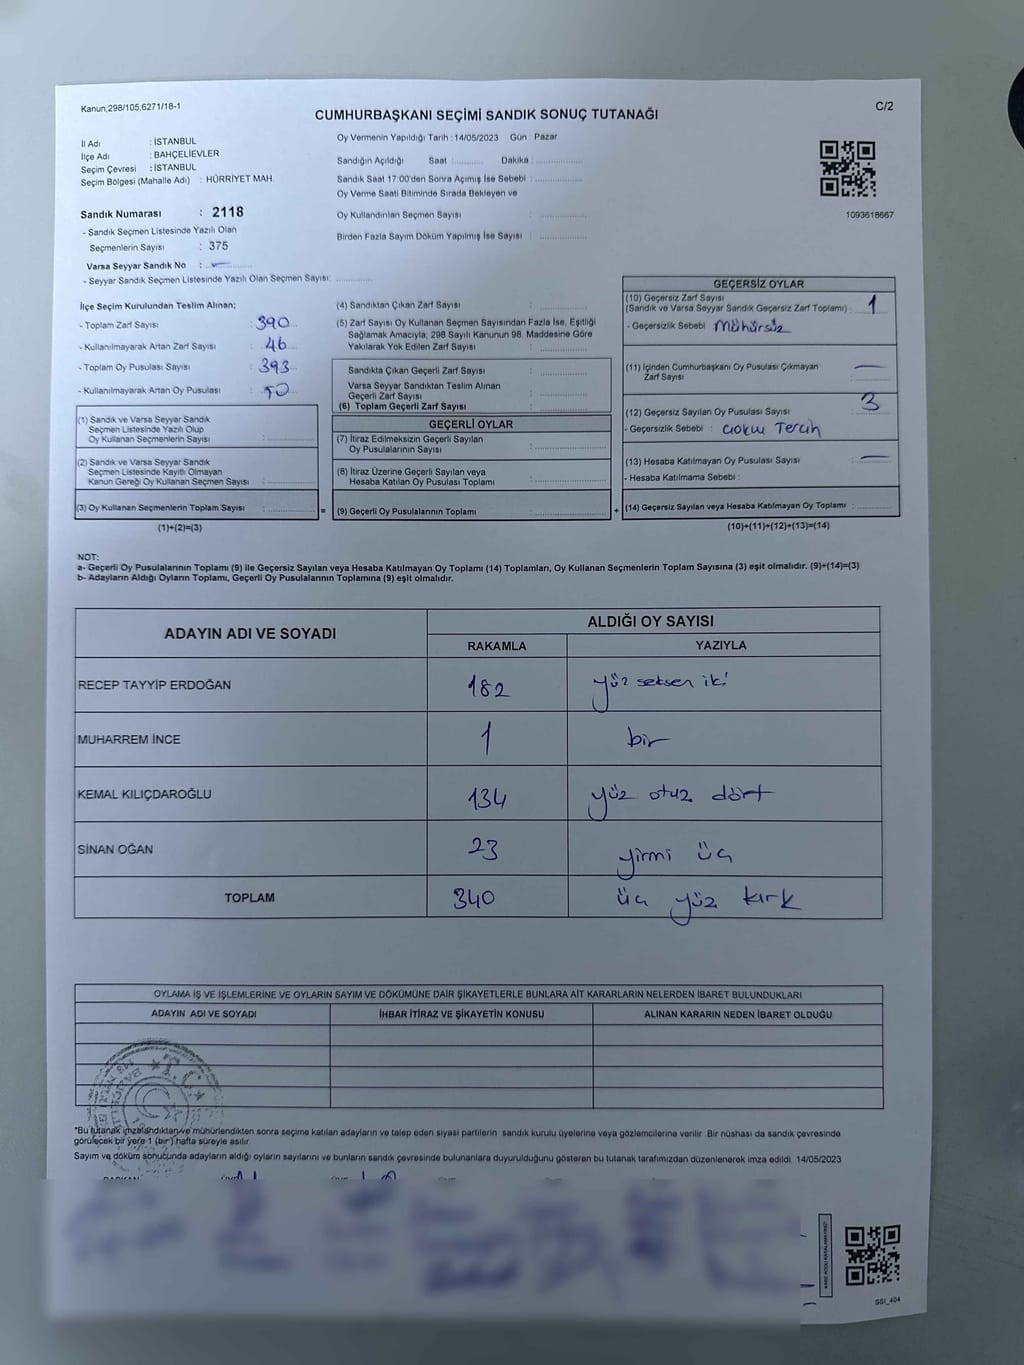 Kanun,298/105,6271/18-1
C/2
CUMHURBAŞKANI SEÇİMİ SANDIK SONUÇ TUTANAĞI
Oy Vermenin Yapıldığı Tarih : 14/05/2023 Gün : Pazar
İl Adı : İSTANBUL
İlçe Adı : BAHÇELİEVLER
Seçim Çevresi : İSTANBUL
Seçim Bölgesi (Mahalle Adı) : HÜRRİYET MAH.
Sandık Numarası : 2118
- Sandık Seçmen Listesinde Yazılı Olan
Seçmenlerin Sayısı : 375
Varsa Seyyar Sandık No :
- Seyyar Sandık Seçmen Listesinde Yazılı Olan Seçmen Sayısı:
Sandığın Açıldığı Saat Dakika
Sandık Saat 17.00'den Sonra Açılmış İse Sebebi :
Oy Verme Saati Bitiminde Sırada Bekleyen ve
Oy Kullandırılan Seçmen Sayısı :
Birden Fazla Sayım Döküm Yapılmış İse Sayısı :
1093618667
İlçe Seçim Kurulundan Teslim Alınan;
- Toplam Zarf Sayısı : 390
- Kullanılmayarak Artan Zarf Sayısı : 46
- Toplam Oy Pusulası Sayısı : 393
- Kullanılmayarak Artan Oy Pusulası :
(1) Sandık ve Varsa Seyyar Sandık
Seçmen Listesinde Yazılı Olup
Oy Kullanan Seçmenlerin Sayısı :
(2) Sandık ve Varsa Seyyar Sandık
Seçmen Listesinde Kayıtlı Olmayan
Kanun Gereği Oy Kullanan Seçmen Sayısı :
(3) Oy Kullanan Seçmenlerin Toplam Sayısı :
(1)+(2)=(3)
(4) Sandıktan Çıkan Zarf Sayısı :
(5) Zarf Sayısı Oy Kullanan Seçmen Sayısından Fazla İse, Eşitliği
Sağlamak Amacıyla, 298 Sayılı Kanunun 98. Maddesine Göre
Yakılarak Yok Edilen Zarf Sayısı :
Sandıkta Çıkan Geçerli Zarf Sayısı :
Varsa Seyyar Sandıktan Teslim Alınan
Geçerli Zarf Sayısı :
(6) Toplam Geçerli Zarf Sayısı :
GEÇERLİ OYLAR
(7) İtiraz Edilmeksizin Geçerli Sayılan
Oy Pusulalarının Sayısı :
(8) İtiraz Üzerine Geçerli Sayılan veya
Hesaba Katılan Oy Pusulası Toplamı :
= (9) Geçerli Oy Pusulalarının Toplamı : +
GEÇERSİZ OYLAR
(10) Geçersiz Zarf Sayısı
(Sandık ve Varsa Seyyar Sandık Geçersiz Zarf Toplamı) : 1
- Geçersizlik Sebebi : Mühürsüz
(11) İçinden Cumhurbaşkanı Oy Pusulası Çıkmayan
Zarf Sayısı : —
(12) Geçersiz Sayılan Oy Pusulası Sayısı : 3
- Geçersizlik Sebebi : Çoklu Tercih
(13) Hesaba Katılmayan Oy Pusulası Sayısı : —
- Hesaba Katılmama Sebebi :
(14) Geçersiz Sayılan veya Hesaba Katılmayan Oy Toplamı :
(10)+(11)+(12)+(13)=(14)
NOT:
a- Geçerli Oy Pusulalarının Toplamı (9) ile Geçersiz Sayılan veya Hesaba Katılmayan Oy Toplamı (14) Toplamları, Oy Kullanan Seçmenlerin Toplam Sayısına (3) eşit olmalıdır. (9)+(14)=(3)
b- Adayların Aldığı Oyların Toplamı, Geçerli Oy Pusulalarının Toplamına (9) eşit olmalıdır.
ADAYIN ADI VE SOYADI
ALDIĞI OY SAYISI
RAKAMLA YAZIYLA
RECEP TAYYİP ERDOĞAN 182 yüz seksen iki
MUHARREM İNCE 1 bir
KEMAL KILIÇDAROĞLU 134 yüz otuz dört
SİNAN OĞAN 23 yirmi üç
TOPLAM 340 üç yüz kırk
OYLAMA İŞ VE İŞLEMLERİNE VE OYLARIN SAYIM VE DÖKÜMÜNE DAİR ŞİKAYETLERLE BUNLARA AİT KARARLARIN NELERDEN İBARET BULUNDUKLARI
ADAYIN ADI VE SOYADI İHBAR İTİRAZ VE ŞİKAYETİN KONUSU ALINAN KARARIN NEDEN İBARET OLDUĞU
*Bu tutanak imzalandıktan ve mühürlendikten sonra seçime katılan adayların ve talep eden siyasi partilerin sandık kurulu üyelerine veya gözlemcilerine verilir .Bir nüshası da sandık çevresinde
görülecek bir yere 1 (bir) hafta süreyle asılır.
Sayım ve döküm sonucunda adayların aldığı oyların sayılarını ve bunların sandık çevresinde bulunanlara duyurulduğunu gösteren bu tutanak tarafımızdan düzenlenerek imza edildi. 14/05/2023
SSI_404